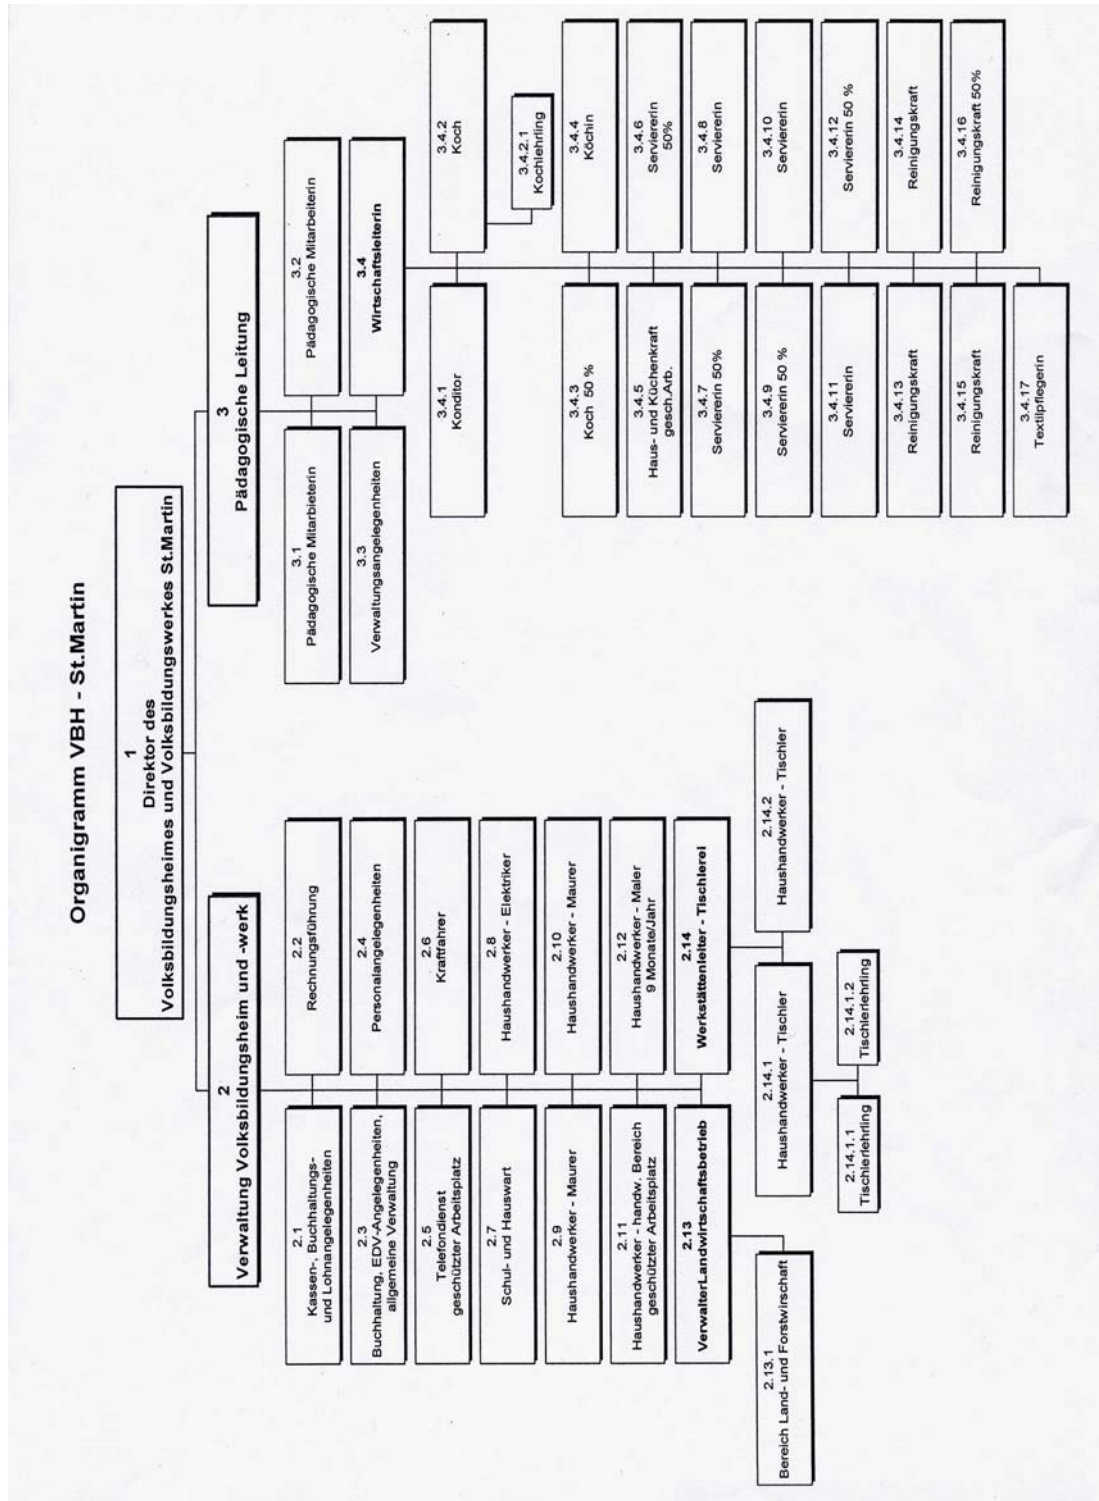 Organigramm VBH - St.Martin
1
Direktor des
Volksbildungsheimes und Volksbildungswerkes St.Martin
2
Verwaltung Volksbildungsheim und -werk
2.1
Kassen-, Buchhaltungs-
und Lohnangelegenheiten
2.2
Rechnungsführung
2.3
Buchhaltung, EDV-Angelegenheiten,
allgemeine Verwaltung
2.4
Personalangelegenheiten
2.5
Telefondienst
geschützter Arbeitsplatz
2.6
Kraftfahrer
2.7
Schul- und Hauswart
2.8
Haushandwerker - Elektriker
2.9
Haushandwerker - Maurer
2.10
Haushandwerker - Maurer
2.11
Haushandwerker - handw. Bereich
geschützter Arbeitsplatz
2.12
Haushandwerker - Maler
9 Monate/Jahr
2.13
VerwalterLandwirtschaftsbetrieb
2.14
Werkstättenleiter - Tischlerei
2.13.1
Bereich Land- und Forstwirschaft
2.14.1
Haushandwerker - Tischler
2.14.2
Haushandwerker - Tischler
2.14.1.1
Tischlerlehrling
2.14.1.2
Tischlerlehrling
3
Pädagogische Leitung
3.1
Pädagogische Mitarbieterin
3.2
Pädagogische Mitarbeiterin
3.3
Verwaltungsangelegenheiten
3.4
Wirtschaftsleiterin
3.4.1
Konditor
3.4.2
Koch
3.4.2.1
Kochlehrling
3.4.3
Koch 50 %
3.4.4
Köchin
3.4.5
Haus- und Küchenkraft
gesch.Arb.
3.4.6
Serviererin
50%
3.4.7
Serviererin 50%
3.4.8
Serviererin
3.4.9
Serviererin 50 %
3.4.10
Serviererin
3.4.11
Serviererin
3.4.12
Serviererin 50 %
3.4.13
Reinigungskraft
3.4.14
Reinigungskraft
3.4.15
Reinigungskraft
3.4.16
Reinigungskraft 50%
3.4.17
Textilpflegerin